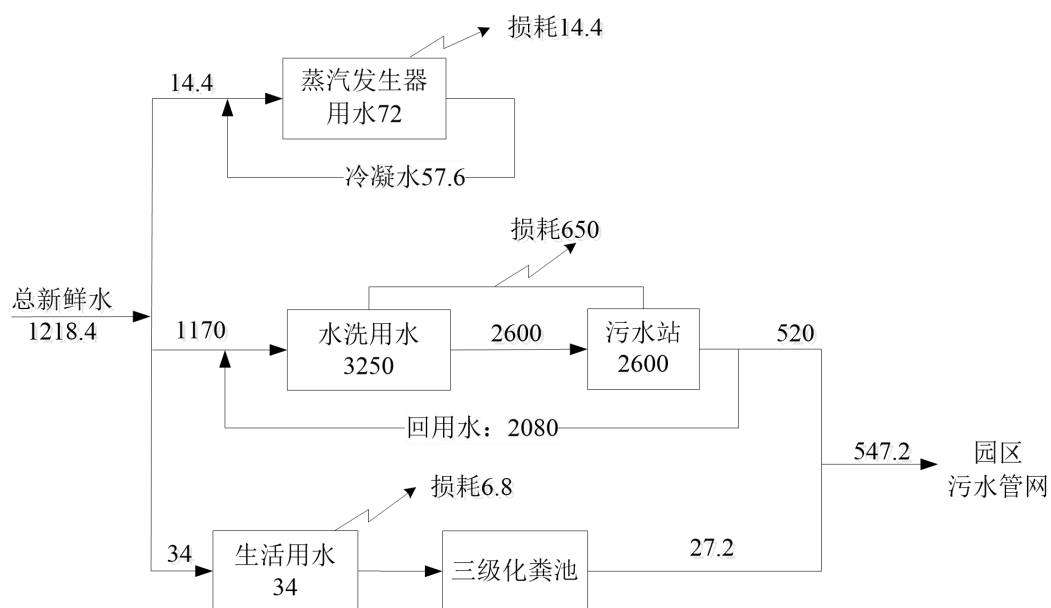 损耗14.4
14.4
蒸汽发生器
用水72
冷凝水57.6
损耗650
总新鲜水
1218.4
1170
水洗用水
3250
2600
污水站
2600
520
回用水：2080
547.2
园区
污水管网
损耗6.8
34
生活用水
34
三级化粪池
27.2